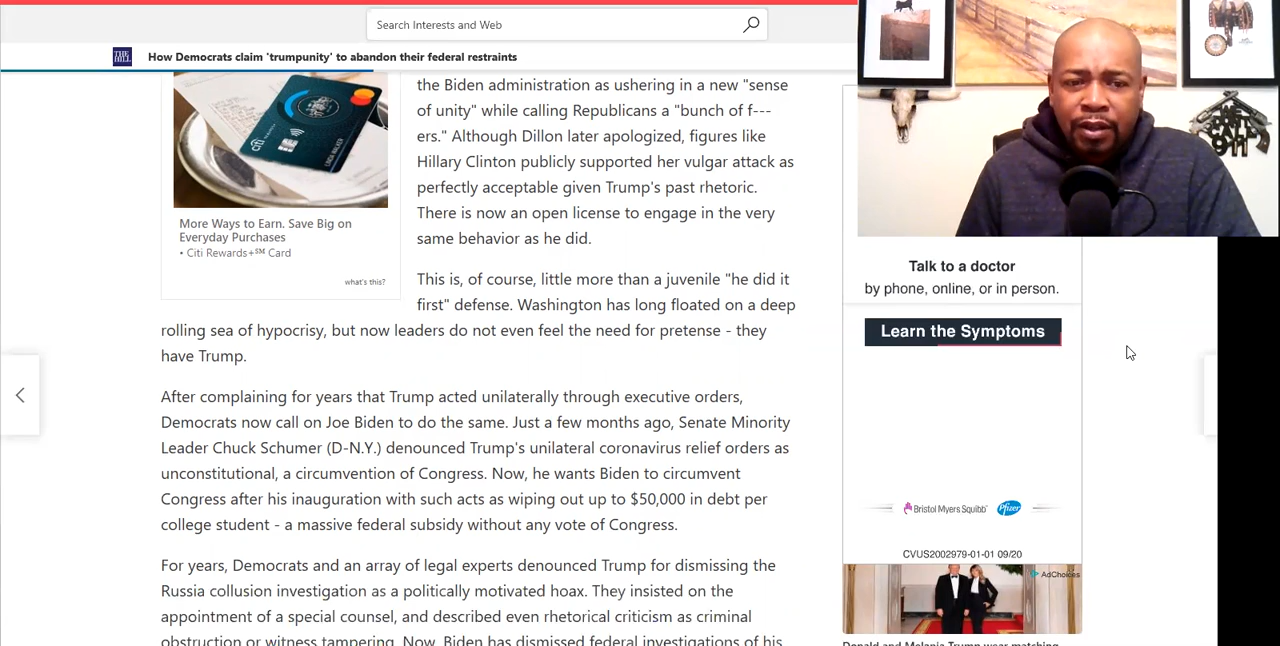 Search Interests and Web
THE HILL
How Democrats claim 'trumpunity' to abandon their federal restraints
the Biden administration as ushering in a new "sense
of unity" while calling Republicans a "bunch of f---
ers." Although Dillon later apologized, figures like
Hillary Clinton publicly supported her vulgar attack as
perfectly acceptable given Trump's past rhetoric.
There is now an open license to engage in the very
same behavior as he did.
citi
More Ways to Earn. Save Big on
Everyday Purchases
• Citi Rewards+℠ Card
what's this?
This is, of course, little more than a juvenile "he did it
first" defense. Washington has long floated on a deep
rolling sea of hypocrisy, but now leaders do not even feel the need for pretense - they
have Trump.
After complaining for years that Trump acted unilaterally through executive orders,
Democrats now call on Joe Biden to do the same. Just a few months ago, Senate Minority
Leader Chuck Schumer (D-N.Y.) denounced Trump's unilateral coronavirus relief orders as
unconstitutional, a circumvention of Congress. Now, he wants Biden to circumvent
Congress after his inauguration with such acts as wiping out up to $50,000 in debt per
college student - a massive federal subsidy without any vote of Congress.
For years, Democrats and an array of legal experts denounced Trump for dismissing the
Russia collusion investigation as a politically motivated hoax. They insisted on the
appointment of a special counsel, and described even rhetorical criticism as criminal
obstruction or witness tampering. Now, Biden has dismissed federal investigations of his
WE DON'T CALL 911
Talk to a doctor
by phone, online, or in person.
Learn the Symptoms
Bristol Myers Squibb
Pfizer
CVUS2002979-01-01 09/20
AdChoices
Donald and Melania Trump wear matching